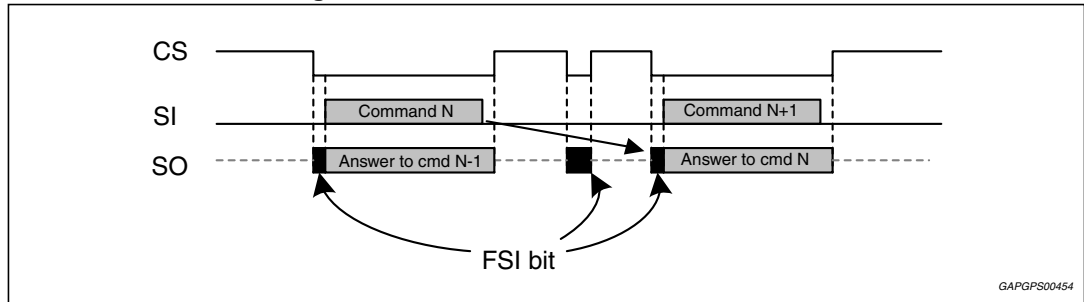 CS
SI
Command N
Command N+1
SO
Answer to cmd N-1
Answer to cmd N
FSI bit
GAPGPS00454